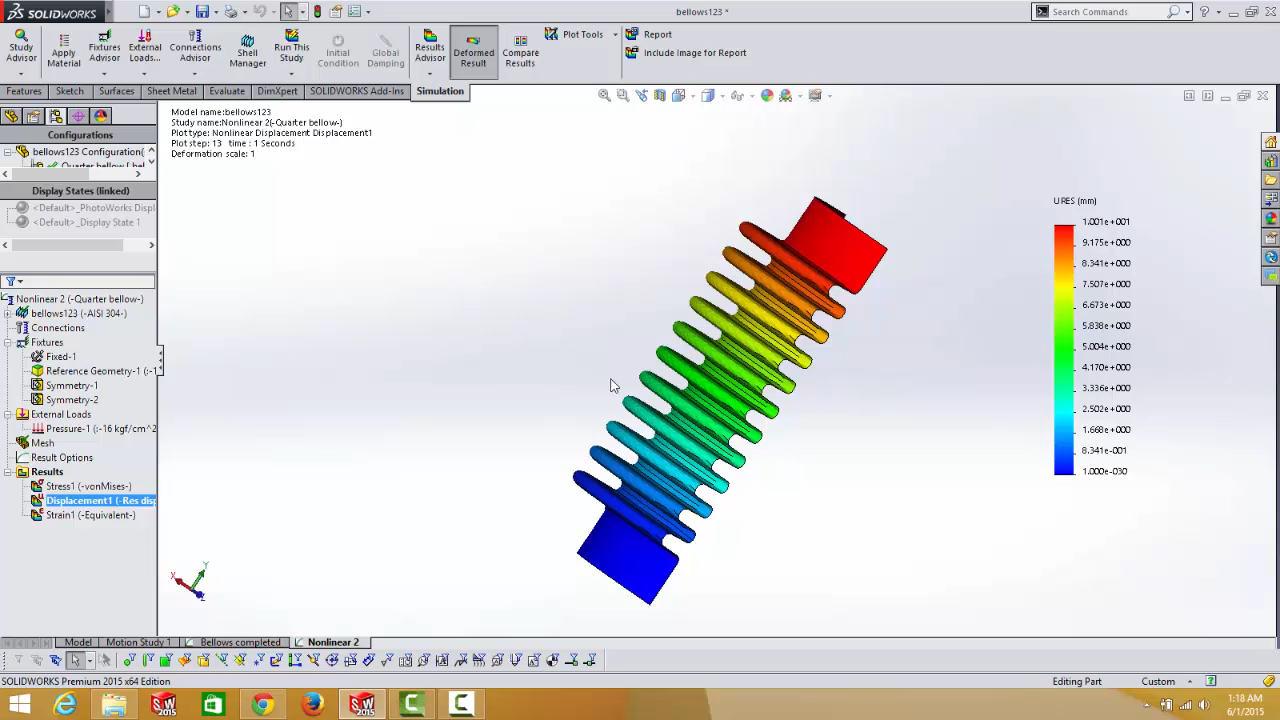 SOLIDWORKS
bellows123 *
Search Commands
Study Advisor
Apply Material
Fixtures Advisor
External Loads...
Connections Advisor
Shell Manager
Run This Study
Initial Condition
Global Damping
Results Advisor
Deformed Result
Compare Results
Plot Tools
Report
Include Image for Report
Features
Sketch
Surfaces
Sheet Metal
Evaluate
DimXpert
SOLIDWORKS Add-Ins
Simulation
Configurations
bellows123 Configuration(
Quarter bellow [ bel
Display States (linked)
<Default>_PhotoWorks Displ
<Default>_Display State 1
Nonlinear 2 (-Quarter bellow-)
bellows123 (-AISI 304-)
Connections
Fixtures
Fixed-1
Reference Geometry-1 (:-1
Symmetry-1
Symmetry-2
External Loads
Pressure-1 (:-16 kgf/cm^2
Mesh
Result Options
Results
Stress1 (-vonMises-)
Displacement1 (-Res disp
Strain1 (-Equivalent-)
Model name:bellows123
Study name:Nonlinear 2(-Quarter bellow-)
Plot type: Nonlinear Displacement Displacement1
Plot step: 13 time : 1 Seconds
Deformation scale: 1
URES (mm)
1.001e+001
9.175e+000
8.341e+000
7.507e+000
6.673e+000
5.838e+000
5.004e+000
4.170e+000
3.336e+000
2.502e+000
1.668e+000
8.341e-001
1.000e-030
X
Y
Z
Model
Motion Study 1
Bellows completed
Nonlinear 2
SOLIDWORKS Premium 2015 x64 Edition
Editing Part
Custom
SW 2015
SW 2015
1:18 AM
6/1/2015